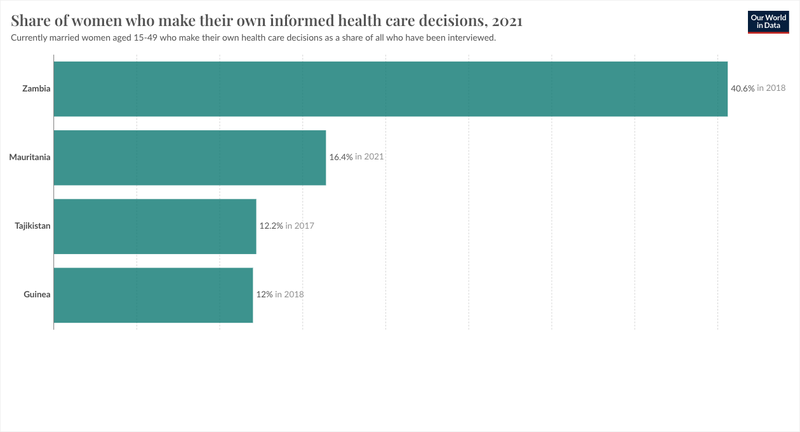 Share of women who make their own informed health care decisions, 2021
Our World
in Data
Currently married women aged 15-49 who make their own health care decisions as a share of all who have been interviewed.
Zambia
40.6% in 2018
Mauritania
16.4% in 2021
Tajikistan
12.2% in 2017
Guinea
12% in 2018